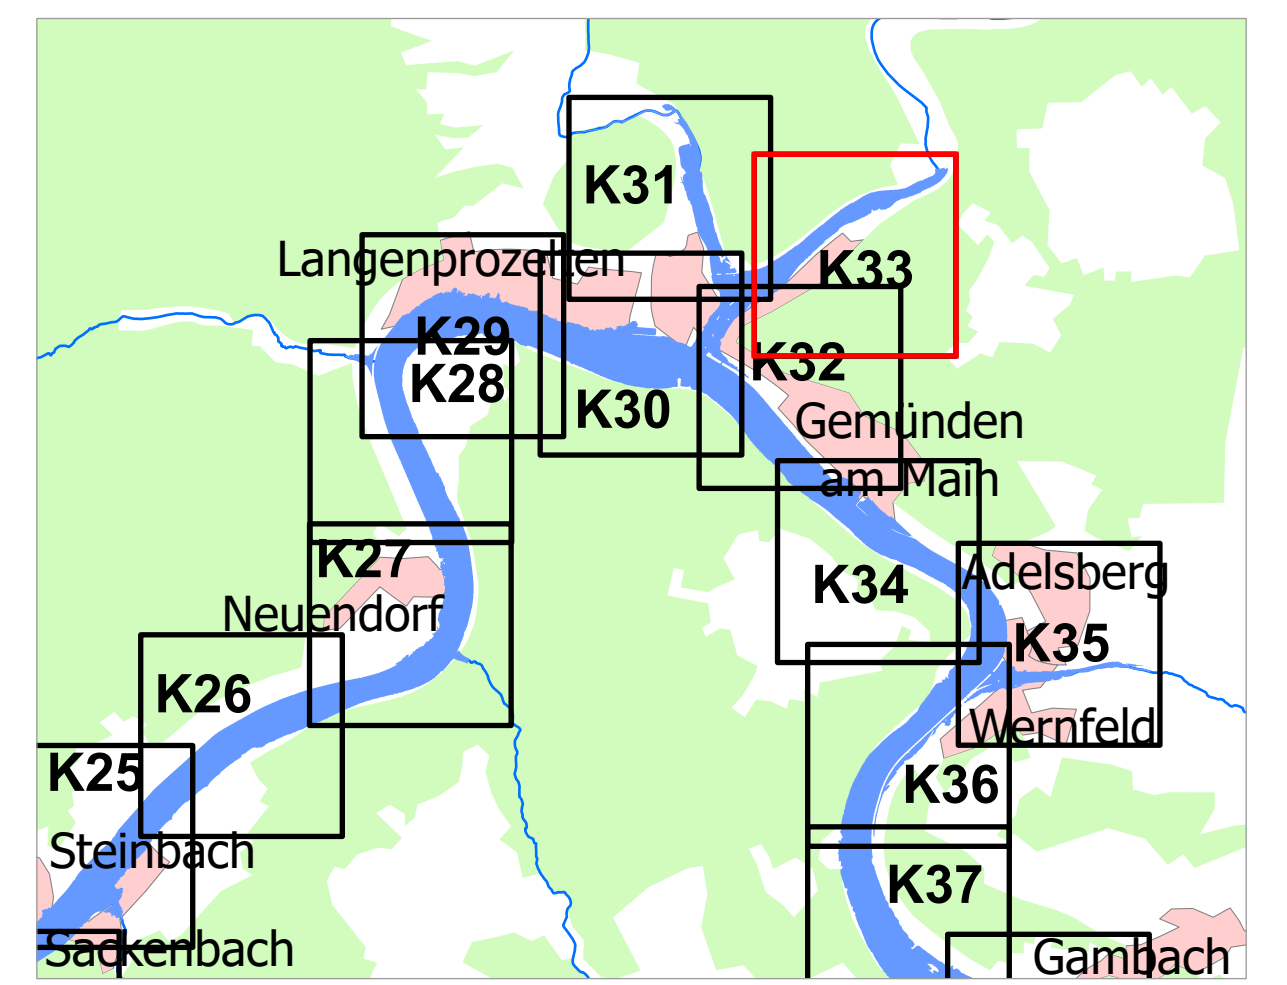 K31
Langenprozelten
K33
K29
K32
K28
K30
Gemünden
am Main
K27
Adelsberg
K34
Neuendorf
K35
K26
Wernfeld
K25
K36
Steinbach
K37
Sackenbach
Gambach